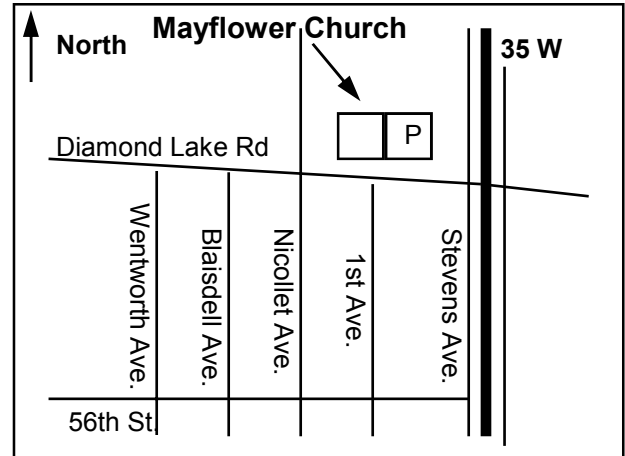 Mayflower Church
North
35 W
P
Diamond Lake Rd
Wentworth Ave.
Blaisdell Ave.
Nicollet Ave.
1st Ave.
Stevens Ave.
56th St.